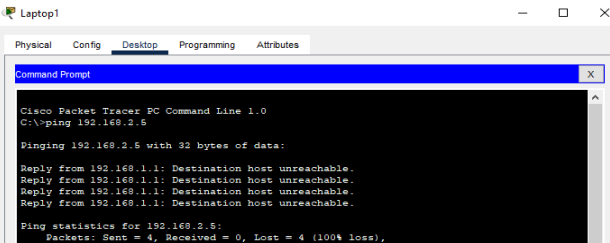 Laptop1
Physical Config Desktop Programming Attributes
Command Prompt X
Cisco Packet Tracer PC Command Line 1.0
C:\>ping 192.168.2.5
Pinging 192.168.2.5 with 32 bytes of data:
Reply from 192.168.1.1: Destination host unreachable.
Reply from 192.168.1.1: Destination host unreachable.
Reply from 192.168.1.1: Destination host unreachable.
Reply from 192.168.1.1: Destination host unreachable.
Ping statistics for 192.168.2.5:
Packets: Sent = 4, Received = 0, Lost = 4 (100% loss),